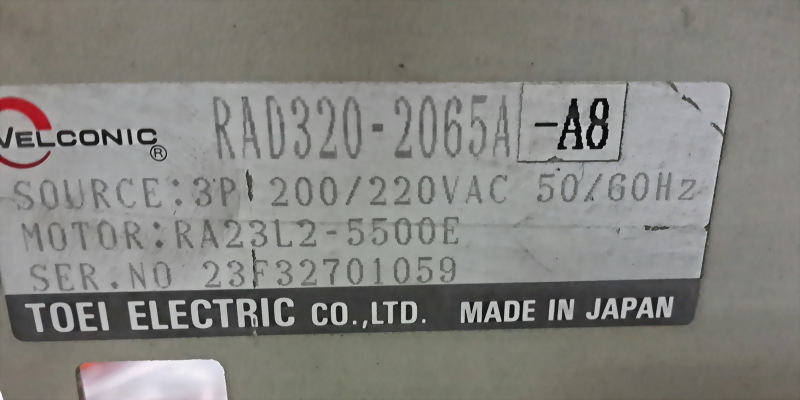 VELCONIC® RAD320-2065A -A8
SOURCE:3P 200/220VAC 50/60Hz
MOTOR:RA23L2-5500E
SER.NO 23F32701059
TOEI ELECTRIC CO.,LTD. MADE IN JAPAN